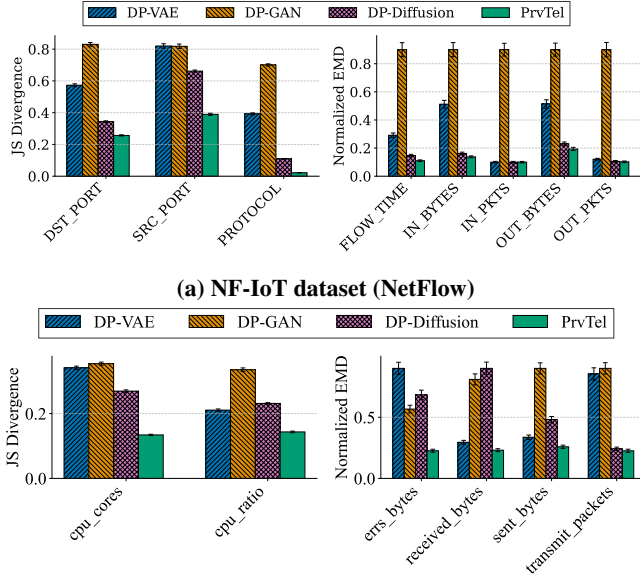 DP-VAE DP-GAN DP-Diffusion PrvTel
JS Divergence
0.8
0.6
0.4
0.2
0.0
DST_PORT
SRC_PORT
PROTOCOL
Normalized EMD
0.8
0.6
0.4
0.2
0.0
FLOW_TIME
IN_BYTES
IN_PKTS
OUT_BYTES
OUT_PKTS
(a) NF-IoT dataset (NetFlow)
DP-VAE DP-GAN DP-Diffusion PrvTel
JS Divergence
0.2
0.0
cpu_cores
cpu_ratio
Normalized EMD
0.5
0.0
errs_bytes
received_bytes
sent_bytes
transmit_packets